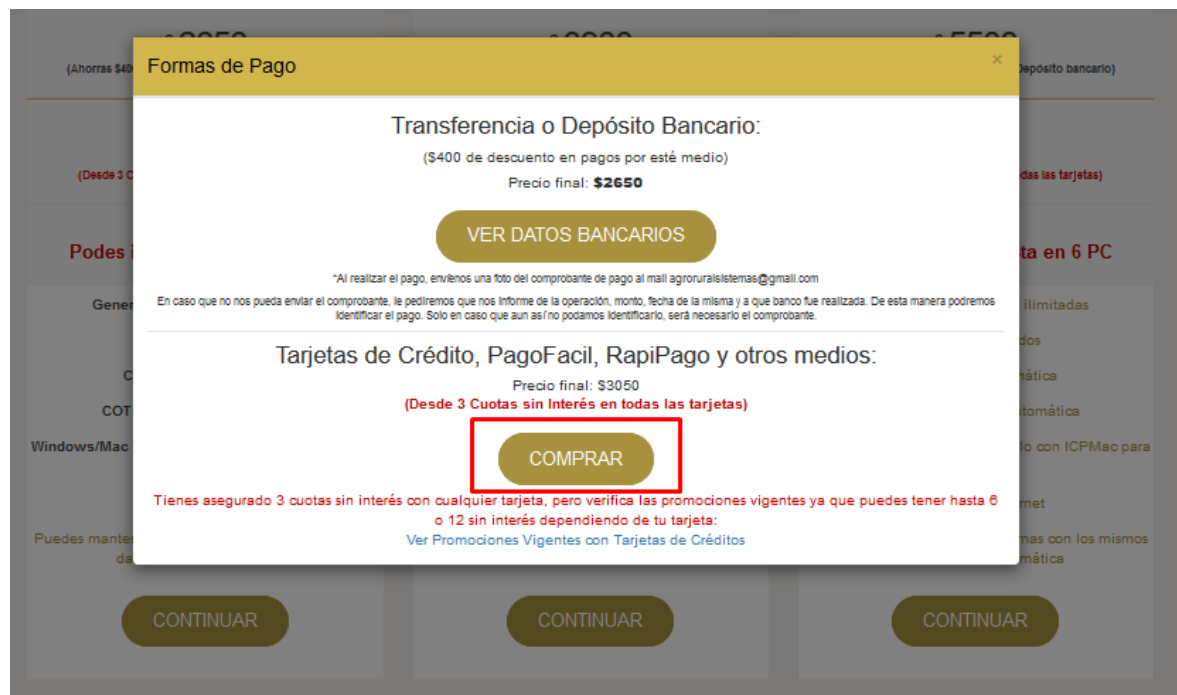 (Ahorras $40
Depósito bancario)
Formas de Pago
×
Transferencia o Depósito Bancario:
($400 de descuento en pagos por esté medio)
Precio final: $2650
VER DATOS BANCARIOS
*Al realizar el pago, envíenos una foto del comprobante de pago al mail agroruralsistemas@gmail.com
En caso que no nos pueda enviar el comprobante, le pediremos que nos informe de la operación, monto, fecha de la misma y a que banco fue realizada. De esta manera podremos
identificar el pago. Solo en caso que aun así no podamos identificarlo, será necesario el comprobante.
Tarjetas de Crédito, PagoFacil, RapiPago y otros medios:
Precio final: $3050
(Desde 3 Cuotas sin Interés en todas las tarjetas)
COMPRAR
Tienes asegurado 3 cuotas sin interés con cualquier tarjeta, pero verifica las promociones vigentes ya que puedes tener hasta 6
o 12 sin interés dependiendo de tu tarjeta:
Ver Promociones Vigentes con Tarjetas de Créditos
(Desde 3 C
das las tarjetas)
Podes i
ta en 6 PC
Gener
ilimitadas
dos
C
mática
COT
tomática
Windows/Mac
lo con ICPMac para
rnet
Puedes mante
mas con los mismos
da
mática
CONTINUAR
CONTINUAR
CONTINUAR